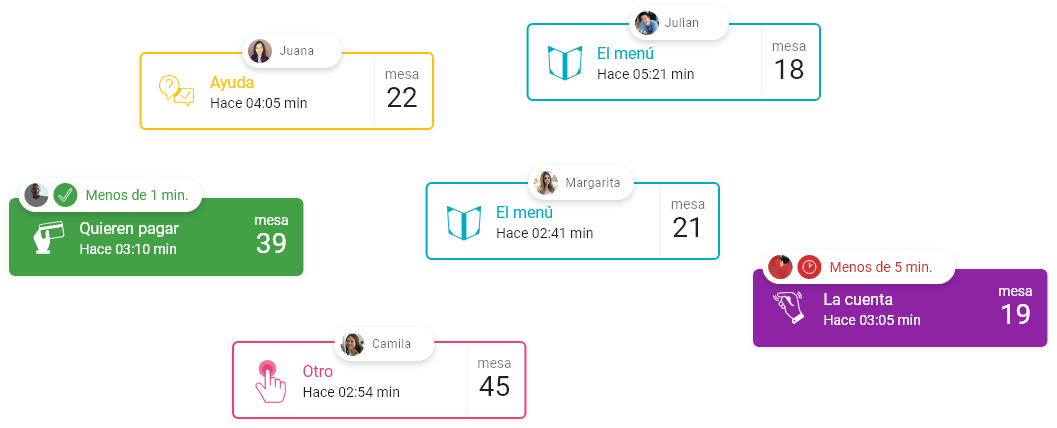 Julian
El menú
Hace 05:21 min
mesa
18
Juana
Ayuda
Hace 04:05 min
mesa
22
Menos de 1 min.
Quieren pagar
Hace 03:10 min
mesa
39
Margarita
El menú
Hace 02:41 min
mesa
21
Menos de 5 min.
La cuenta
Hace 03:05 min
mesa
19
Camila
Otro
Hace 02:54 min
mesa
45